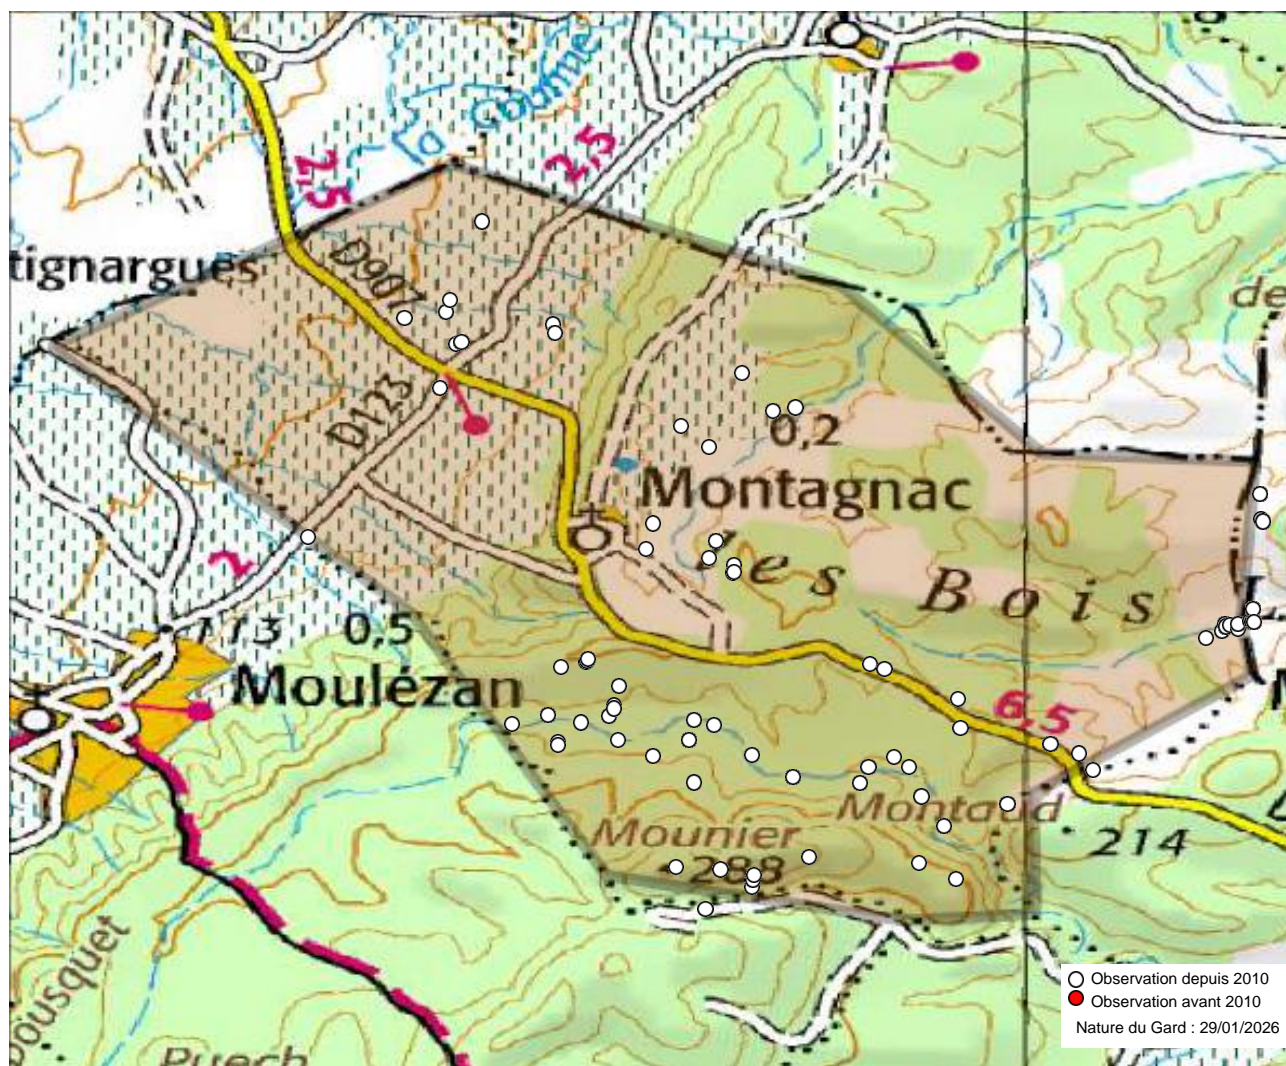 La Courme
2,5
2,5
tignargues
D907
de
D123
0,2
Montagnac
Les Bois
2
113
0,5
Moulézan
6,5
Montaud
Mounier
288
214
bousquet
Puech
Observation depuis 2010
Observation avant 2010
Nature du Gard : 29/01/2026